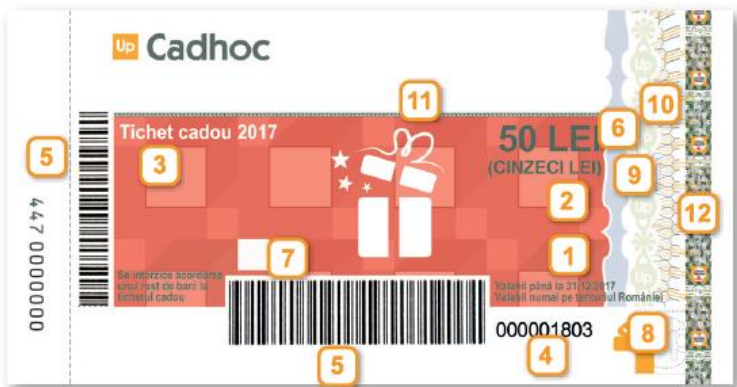 Up Cadhoc
11
10
Tichet cadou 2017
50 LEI
6
5
3
(CINZECI LEI)
9
2
12
447 0000000
1
7
Se interzice acordarea
unui rest de bani la
tichetul cadou
Valabil până la 31.12.2017
Valabil numai pe teritoriul României
000001803
8
5
4